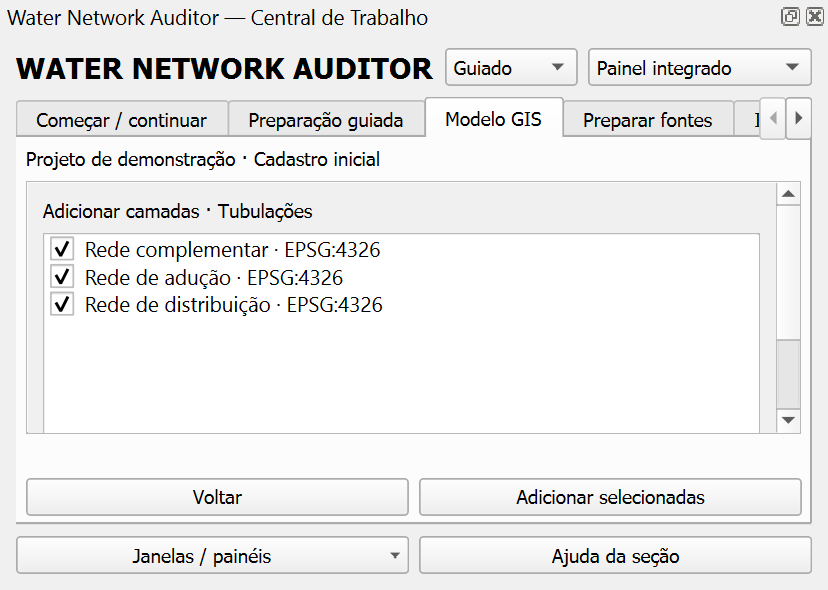 Water Network Auditor — Central de Trabalho
WATER NETWORK AUDITOR Guiado Painel integrado
Começar / continuar Preparação guiada Modelo GIS Preparar fontes
Projeto de demonstração · Cadastro inicial
Adicionar camadas · Tubulações
Rede complementar · EPSG:4326
Rede de adução · EPSG:4326
Rede de distribuição · EPSG:4326
Voltar Adicionar selecionadas
Janelas / painéis Ajuda da seção